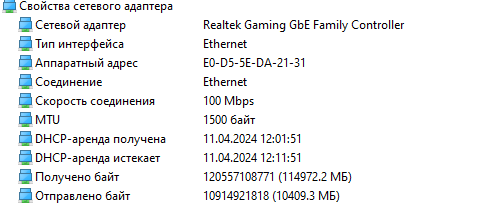 Свойства сетевого адаптера
Сетевой адаптер Realtek Gaming GbE Family Controller
Тип интерфейса Ethernet
Аппаратный адрес E0-D5-5E-DA-21-31
Соединение Ethernet
Скорость соединения 100 Mbps
MTU 1500 байт
DHCP-аренда получена 11.04.2024 12:01:51
DHCP-аренда истекает 11.04.2024 12:11:51
Получено байт 120557108771 (114972.2 МБ)
Отправлено байт 10914921818 (10409.3 МБ)